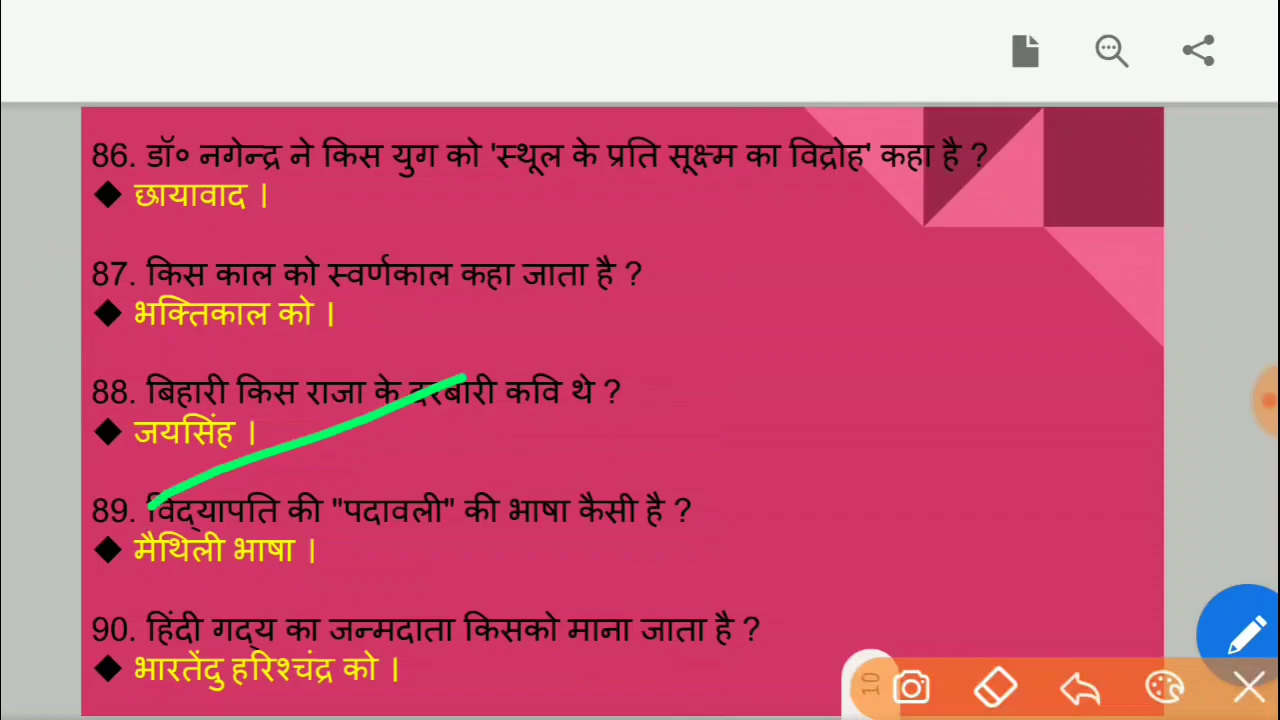 86. डॉ॰ नगेन्द्र ने किस युग को 'स्थूल के प्रति सूक्ष्म का विद्रोह' कहा है ?
◆ छायावाद ।
87. किस काल को स्वर्णकाल कहा जाता है ?
◆ भक्तिकाल को ।
88. बिहारी किस राजा के दरबारी कवि थे ?
◆ जयसिंह ।
89. विद्यापति की "पदावली" की भाषा कैसी है ?
◆ मैथिली भाषा ।
90. हिंदी गद्य का जन्मदाता किसको माना जाता है ?
◆ भारतेंदु हरिश्चंद्र को ।
10